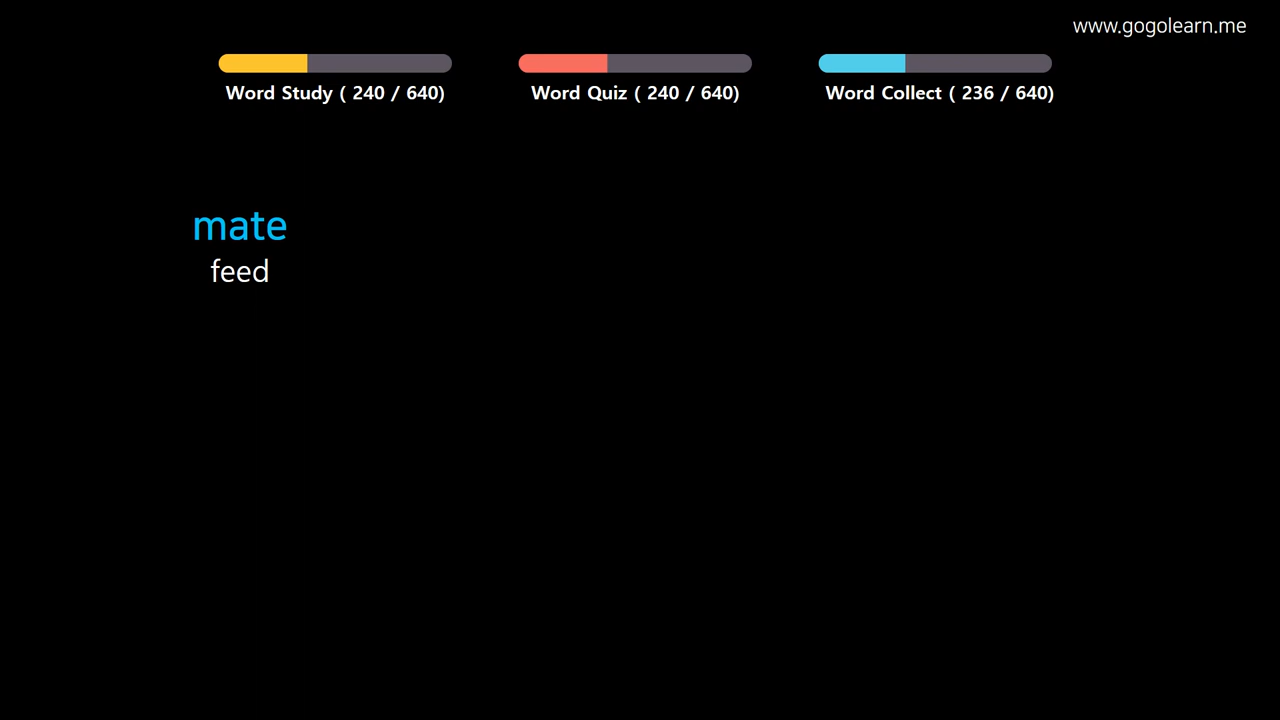 www.gogolearn.me
Word Study ( 240 / 640)
Word Quiz ( 240 / 640)
Word Collect ( 236 / 640)
mate
feed